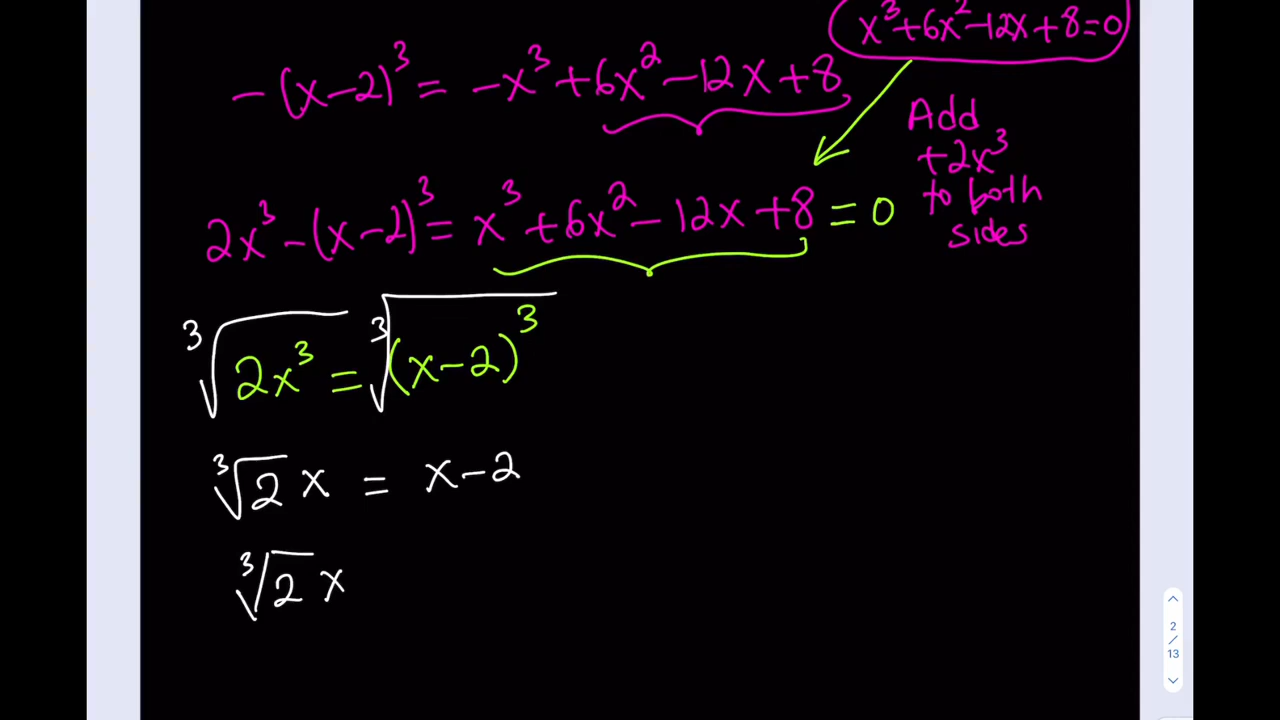 x³+6x²-12x+8=0
-(x-2)³ = -x³+6x²-12x+8
Add
+2x³
to both
sides
2x³-(x-2)³ = x³+6x²-12x+8 = 0
∛2x³ = ∛(x-2)³
∛2 x = x-2
∛2 x
2
/
13